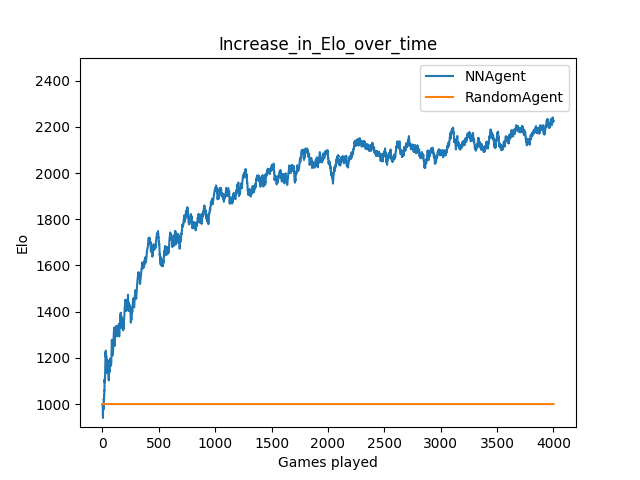 Increase_in_Elo_over_time
NNAgent
RandomAgent
2400
2200
2000
1800
1600
1400
1200
1000
Elo
0 500 1000 1500 2000 2500 3000 3500 4000
Games played